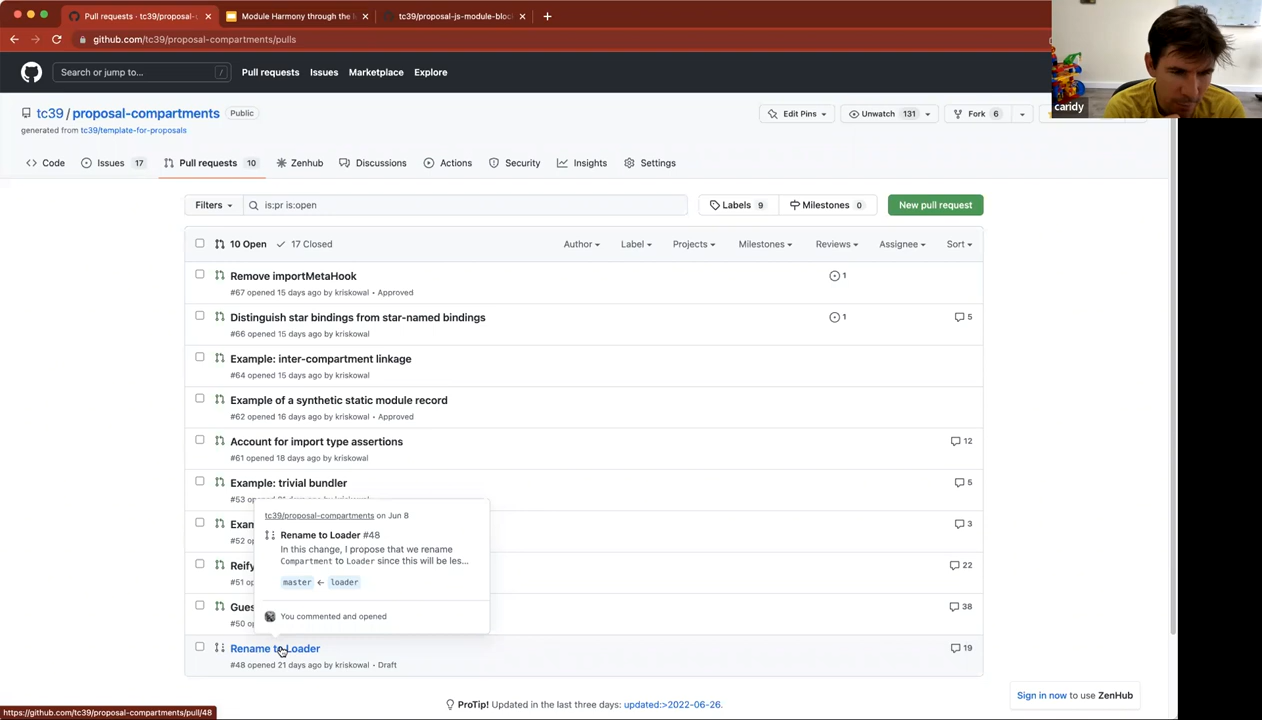 Pull requests · tc39/proposal-
Module Harmony through the
tc39/proposal-js-module-bloc
github.com/tc39/proposal-compartments/pulls
Search or jump to...
/
Pull requests
Issues
Marketplace
Explore
caridy
tc39 / proposal-compartments
Public
generated from tc39/template-for-proposals
Edit Pins
Unwatch 131
Fork 6
Code
Issues 17
Pull requests 10
Zenhub
Discussions
Actions
Security
Insights
Settings
Filters
is:pr is:open
Labels 9
Milestones 0
New pull request
10 Open
17 Closed
Author
Label
Projects
Milestones
Reviews
Assignee
Sort
Remove importMetaHook
1
#67 opened 15 days ago by kriskowal • Approved
Distinguish star bindings from star-named bindings
1
5
#66 opened 15 days ago by kriskowal
Example: inter-compartment linkage
#64 opened 15 days ago by kriskowal
Example of a synthetic static module record
#62 opened 16 days ago by kriskowal • Approved
Account for import type assertions
12
#61 opened 18 days ago by kriskowal
Example: trivial bundler
5
#53
tc39/proposal-compartments on Jun 8
Exam
3
#52 op
Rename to Loader #48
In this change, I propose that we rename
Compartment to Loader since this will be les...
Reify
22
#51 op
master ← loader
Gues
38
#50 op
You commented and opened
Rename to Loader
19
#48 opened 21 days ago by kriskowal • Draft
Sign in now to use ZenHub
ProTip! Updated in the last three days: updated:>2022-06-26.
https://github.com/tc39/proposal-compartments/pull/48